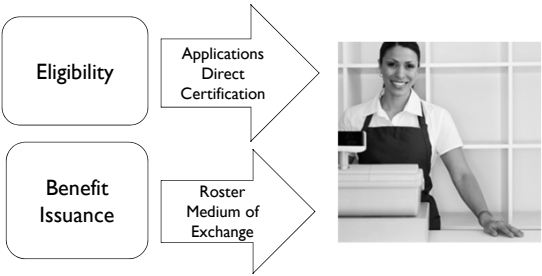 Eligibility
Applications
Direct
Certification
Benefit
Issuance
Roster
Medium of
Exchange